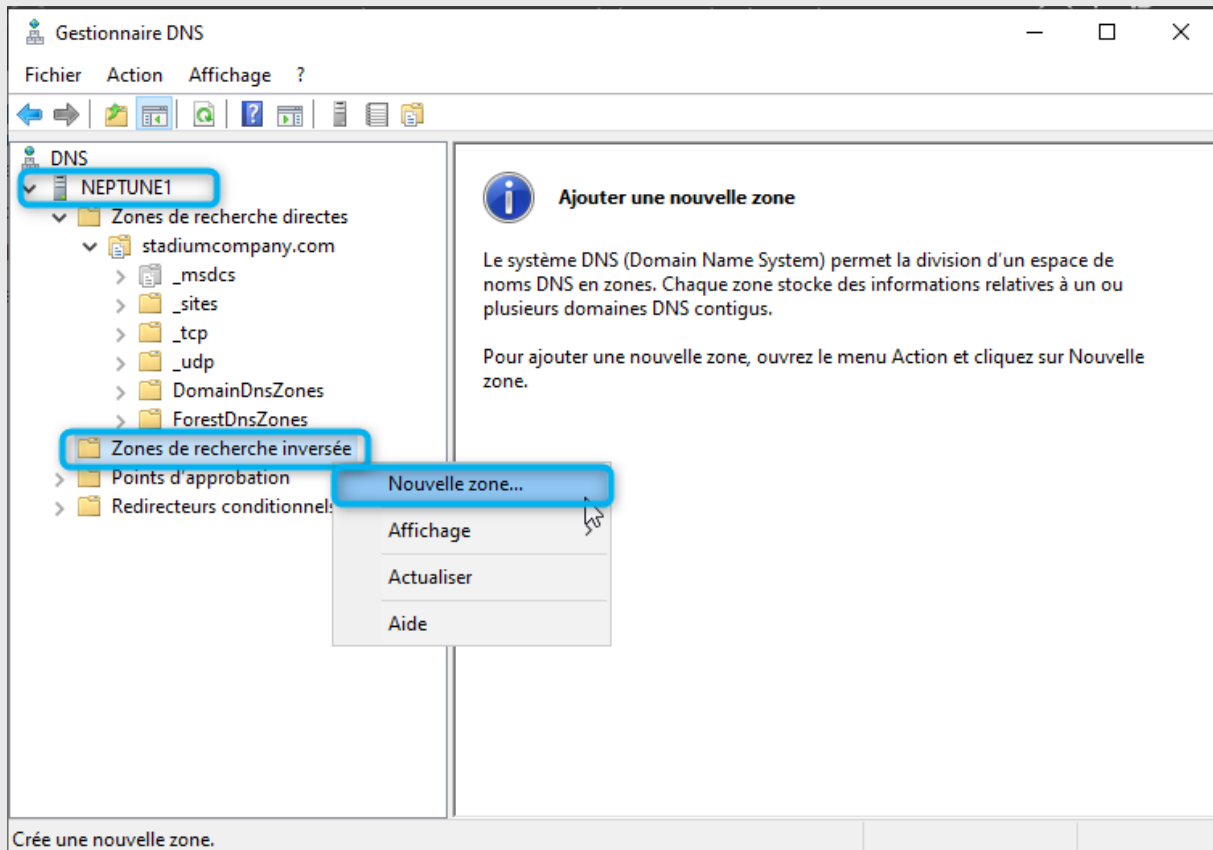 Gestionnaire DNS
Fichier Action Affichage ?
DNS
NEPTUNE1
Zones de recherche directes
stadiumcompany.com
_msdcs
_sites
_tcp
_udp
DomainDnsZones
ForestDnsZones
Zones de recherche inversée
Points d'approbation
Redirecteurs conditionnels
Nouvelle zone...
Affichage
Actualiser
Aide
Ajouter une nouvelle zone
Le système DNS (Domain Name System) permet la division d'un espace de
noms DNS en zones. Chaque zone stocke des informations relatives à un ou
plusieurs domaines DNS contigus.
Pour ajouter une nouvelle zone, ouvrez le menu Action et cliquez sur Nouvelle
zone.
Crée une nouvelle zone.